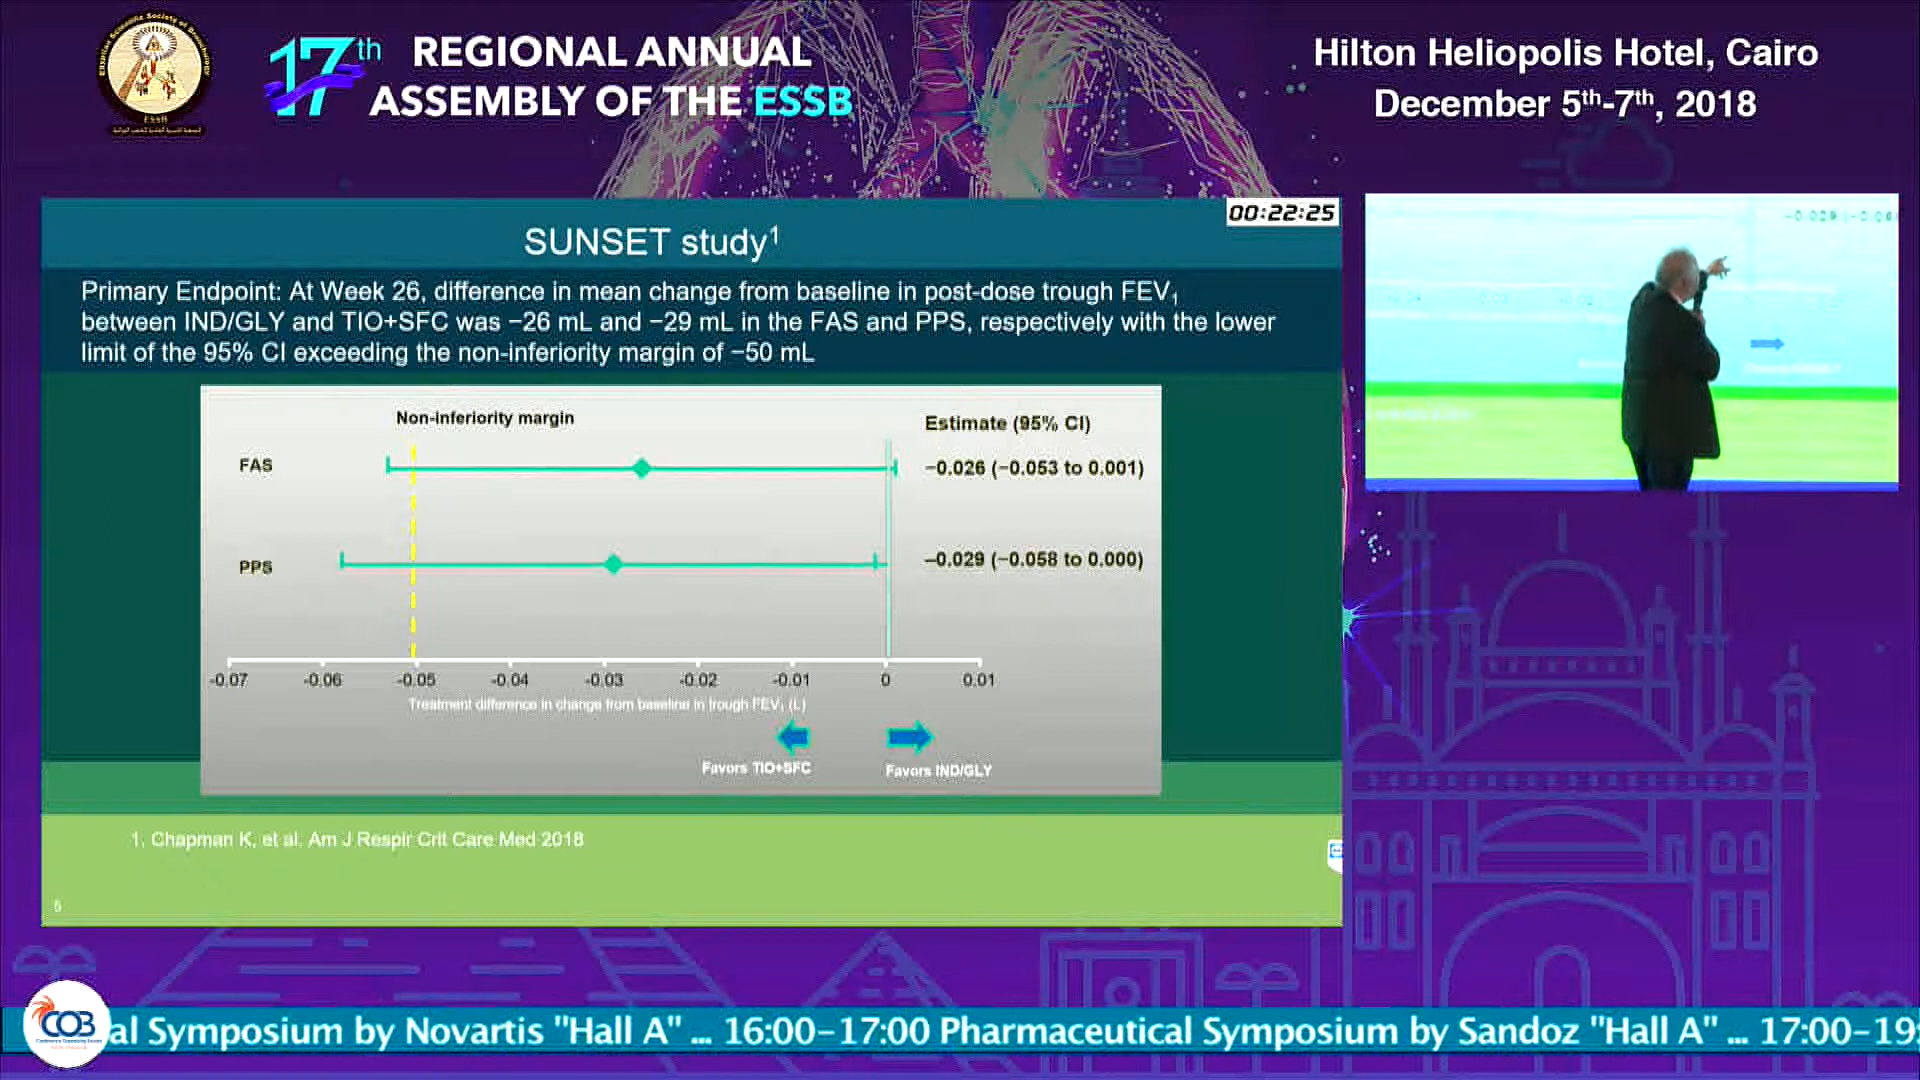 Egyptian Scientific Society of Bronchology
ESSB
17th REGIONAL ANNUAL
ASSEMBLY OF THE ESSB
Hilton Heliopolis Hotel, Cairo
December 5th-7th, 2018
00:22:25
SUNSET study1
Primary Endpoint: At Week 26, difference in mean change from baseline in post-dose trough FEV1
between IND/GLY and TIO+SFC was −26 mL and −29 mL in the FAS and PPS, respectively with the lower
limit of the 95% CI exceeding the non-inferiority margin of −50 mL
Non-inferiority margin
Estimate (95% CI)
FAS
−0.026 (−0.053 to 0.001)
PPS
−0.029 (−0.058 to 0.000)
-0.07 -0.06 -0.05 -0.04 -0.03 -0.02 -0.01 0 0.01
Treatment difference in change from baseline in trough FEV1 (L)
Favors TIO+SFC
Favors IND/GLY
1. Chapman K, et al. Am J Respir Crit Care Med 2018
COB
al Symposium by Novartis "Hall A" ... 16:00-17:00 Pharmaceutical Symposium by Sandoz "Hall A" ... 17:00-19